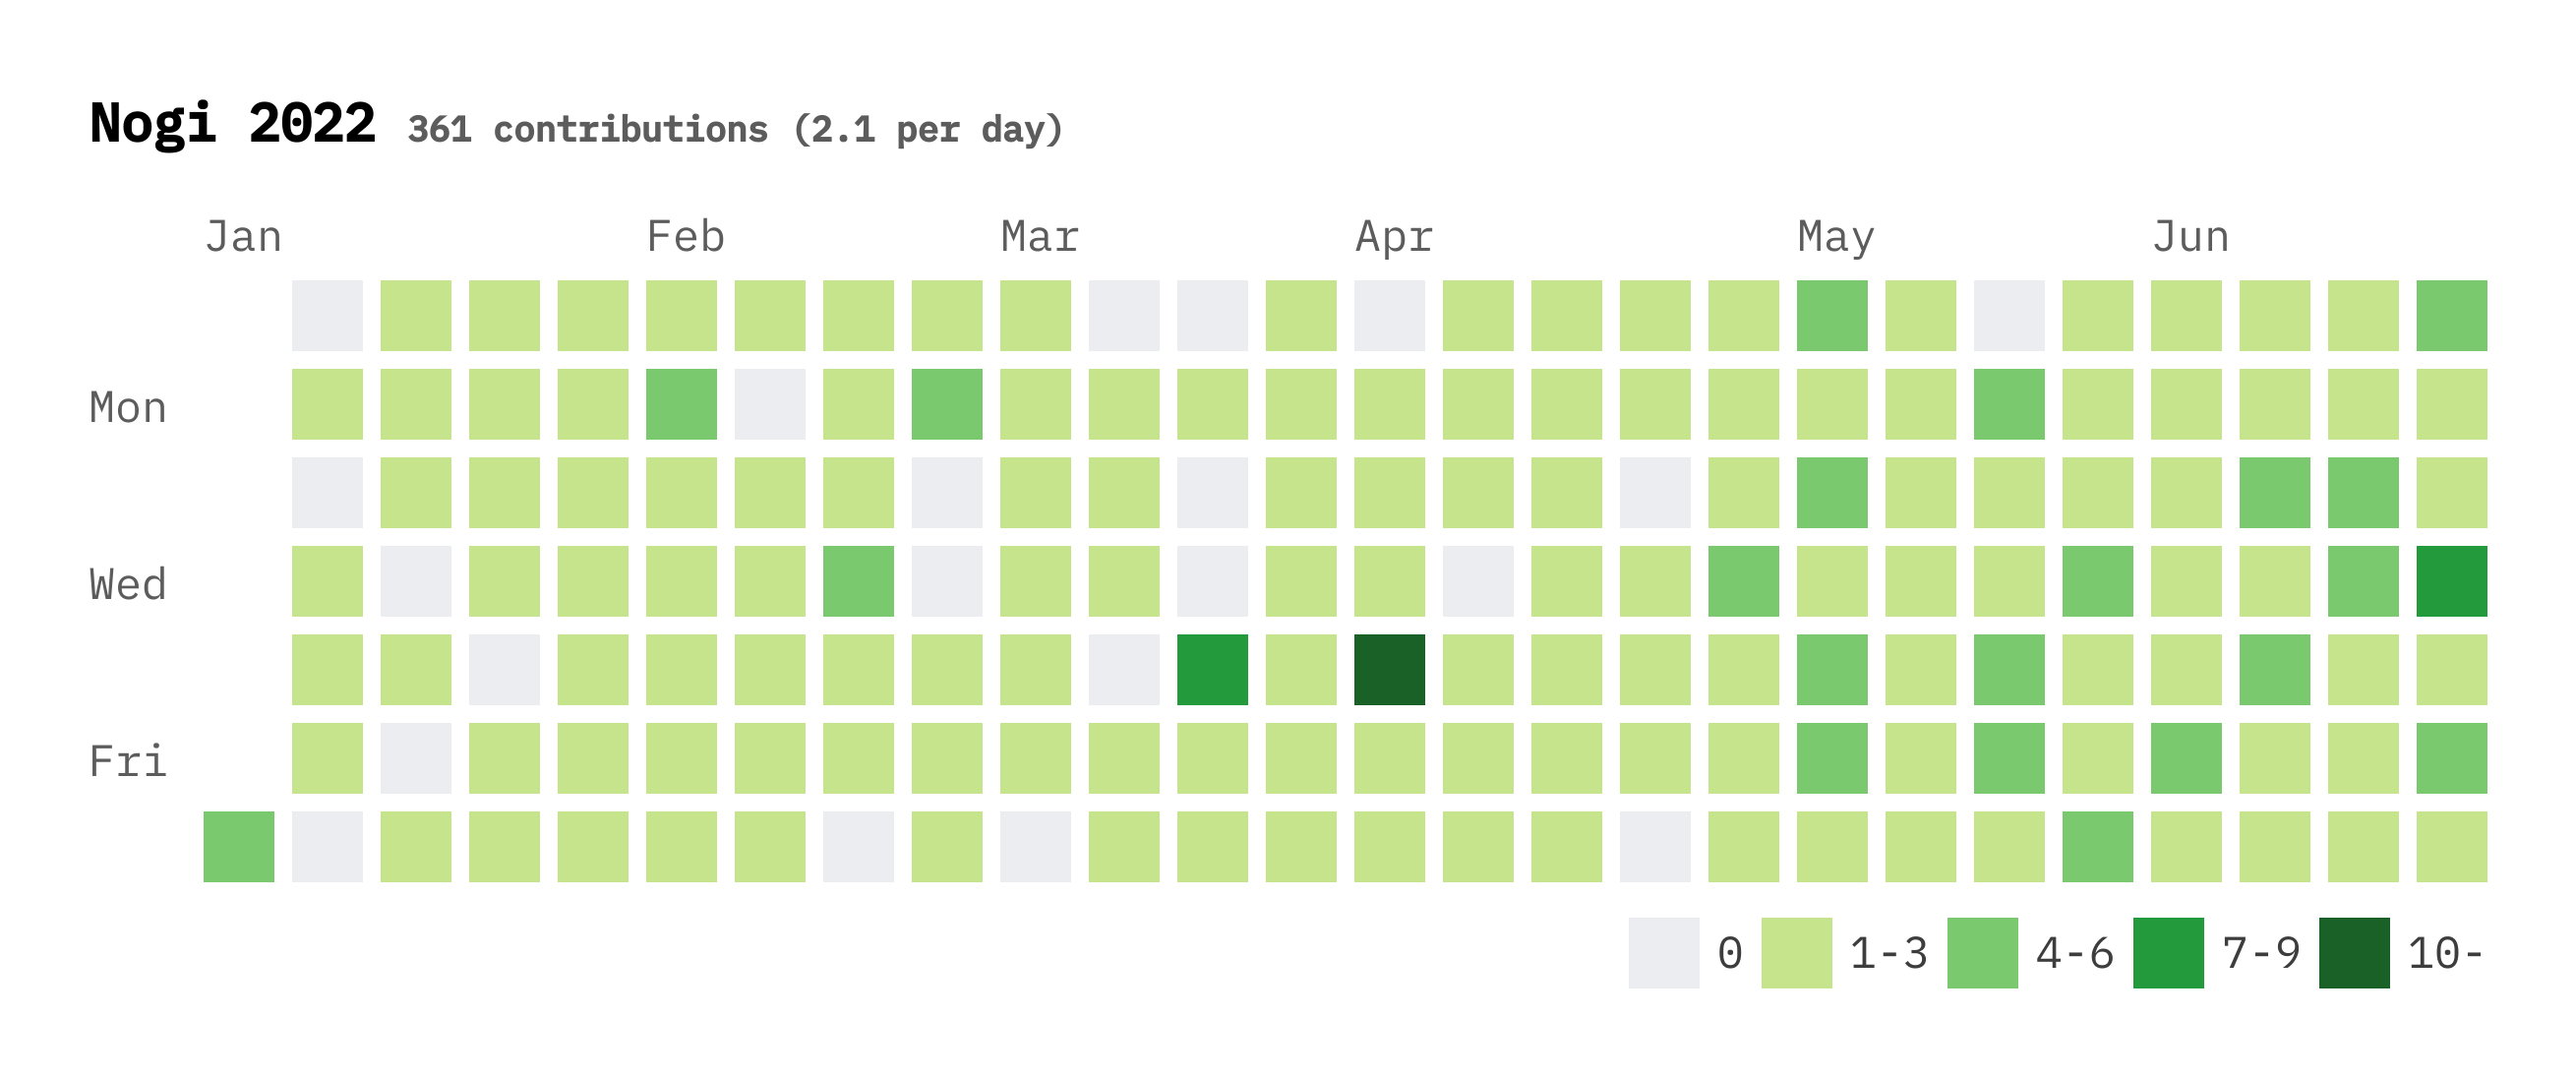 Nogi 2022 361 contributions (2.1 per day)
Jan Feb Mar Apr May Jun
Mon
Wed
Fri
0 1-3 4-6 7-9 10-